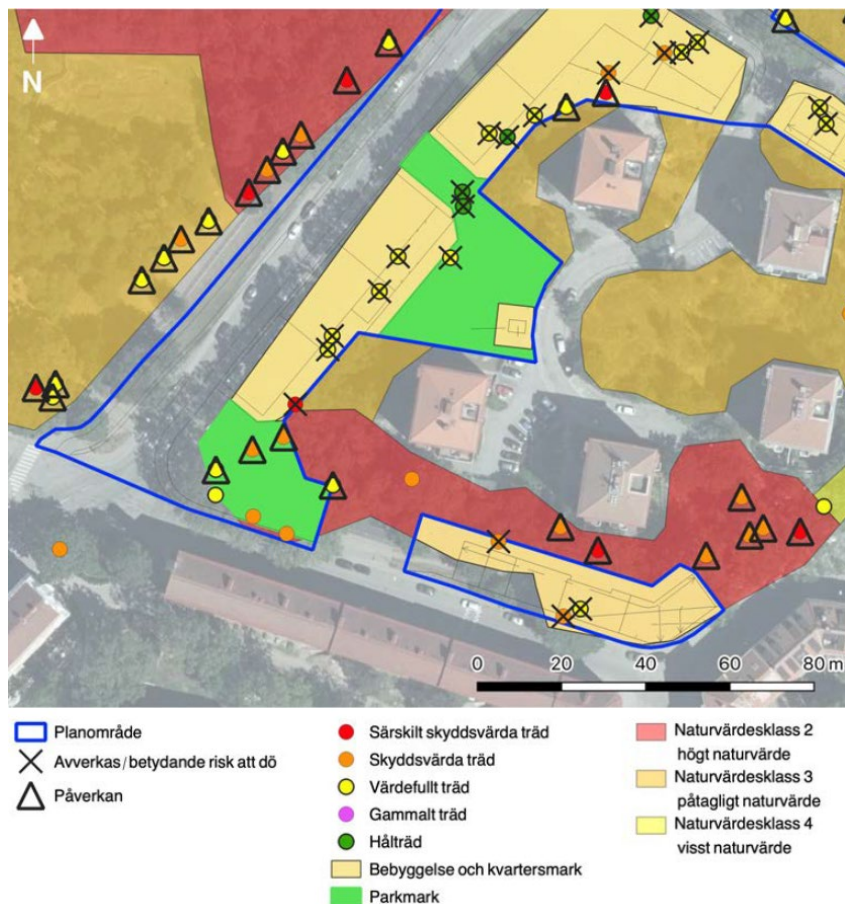 N
0 20 40 60 80 m
Planområde
Avverkas / betydande risk att dö
Påverkan
Särskilt skyddsvärda träd
Skyddsvärda träd
Värdefullt träd
Gammalt träd
Hålträd
Bebyggelse och kvartersmark
Parkmark
Naturvärdesklass 2
högt naturvärde
Naturvärdesklass 3
påtagligt naturvärde
Naturvärdesklass 4
visst naturvärde